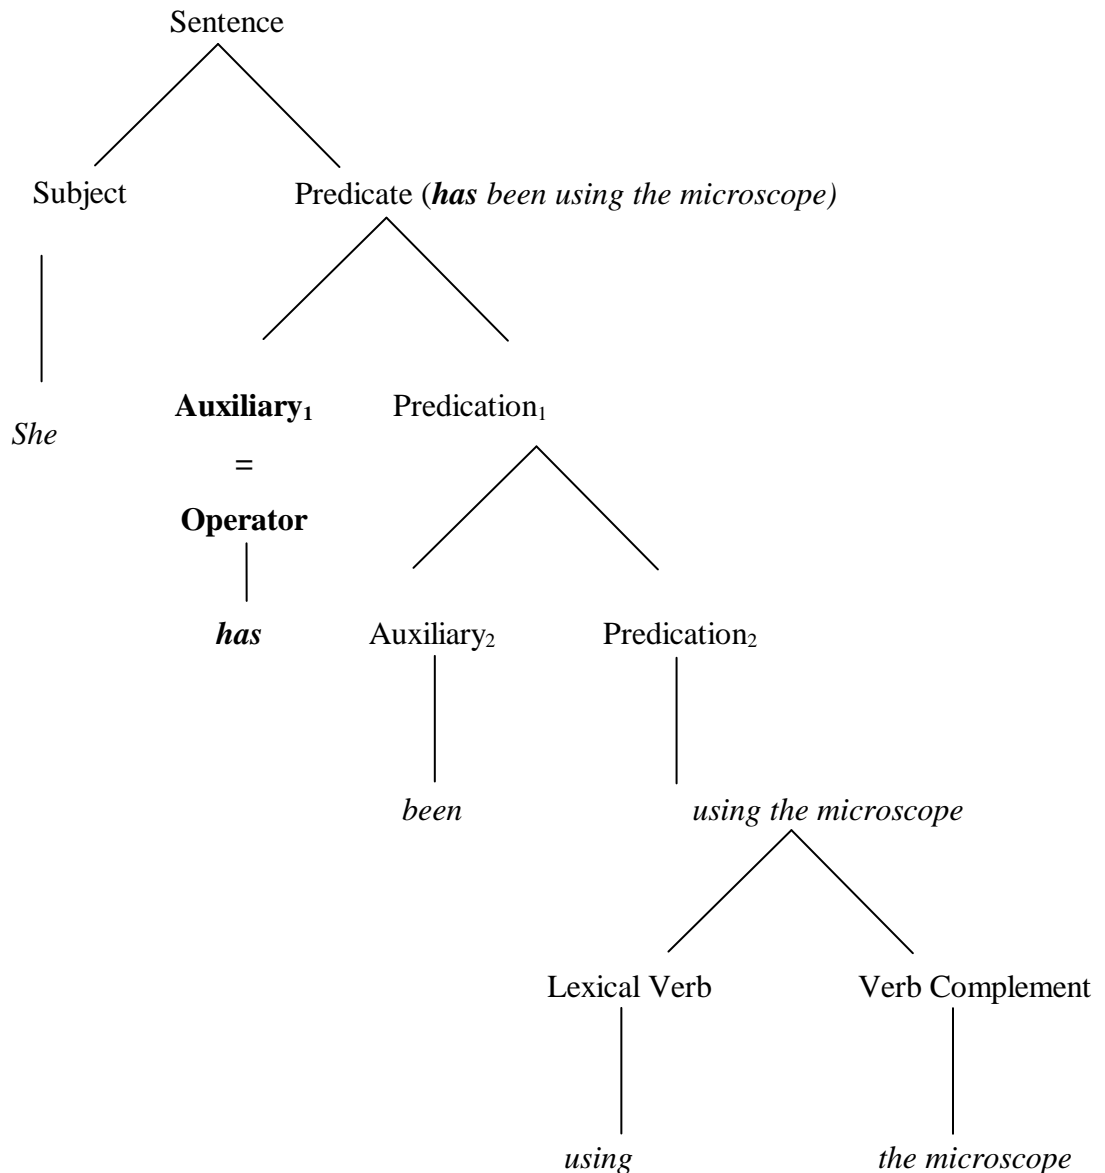 Sentence
Subject Predicate (has been using the microscope)
Auxiliary₁ Predication₁
She
=
Operator
has Auxiliary₂ Predication₂
been using the microscope
Lexical Verb Verb Complement
using the microscope